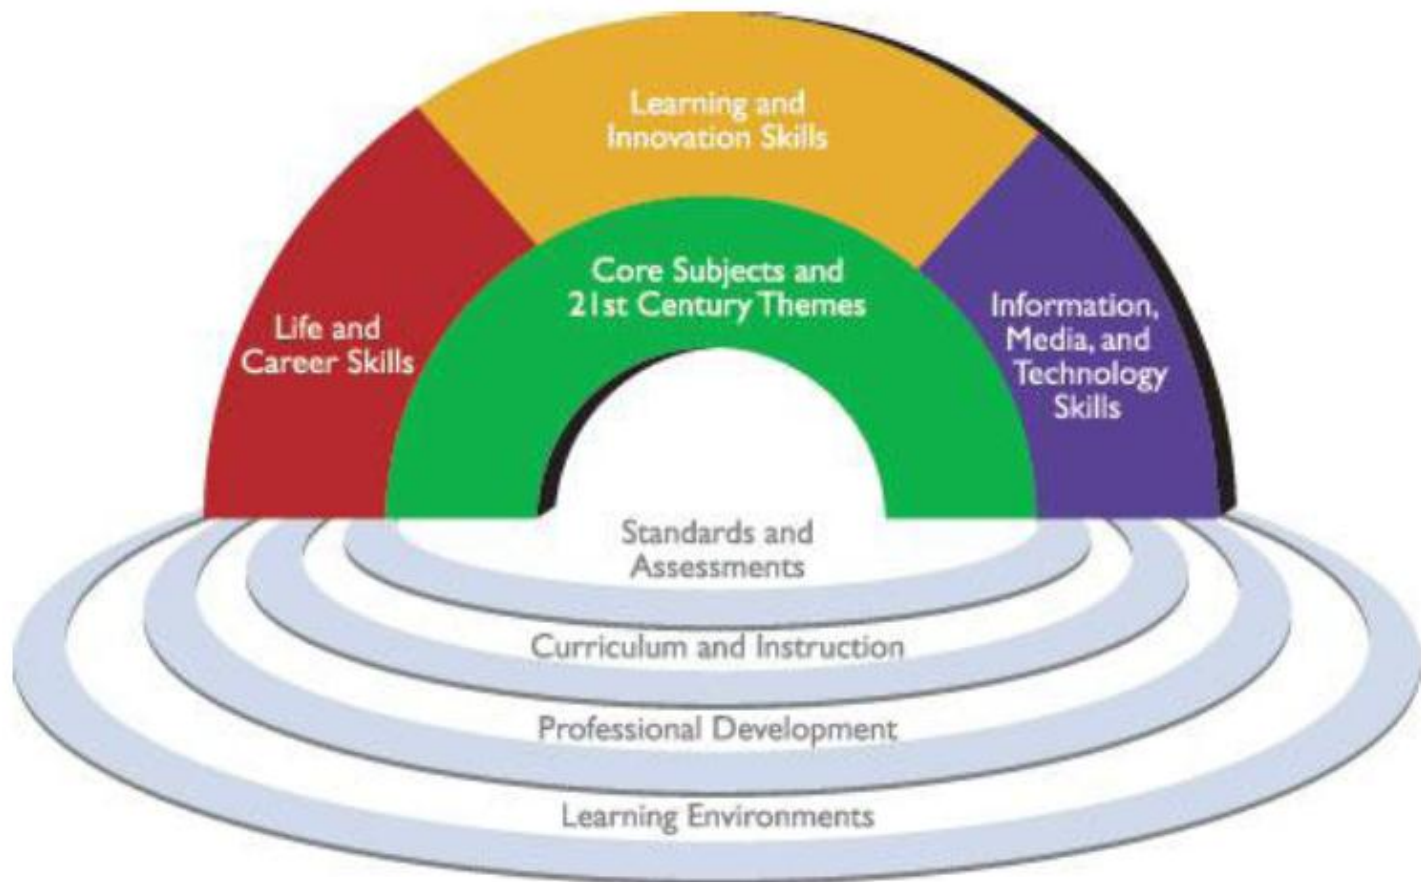 Learning and
Innovation Skills
Core Subjects and
21st Century Themes
Life and
Career Skills
Information,
Media, and
Technology
Skills
Standards and
Assessments
Curriculum and Instruction
Professional Development
Learning Environments